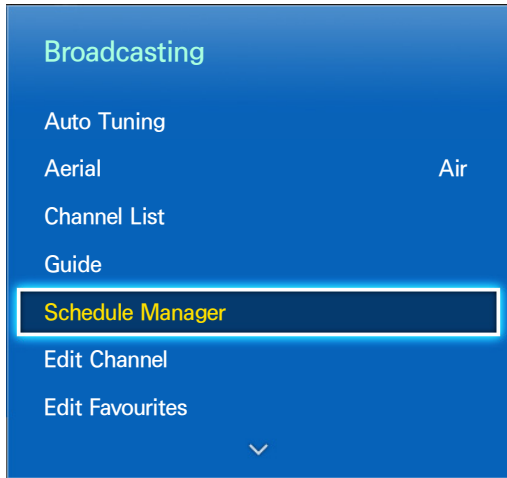 Broadcasting
Auto Tuning
Aerial Air
Channel List
Guide
Schedule Manager
Edit Channel
Edit Favourites